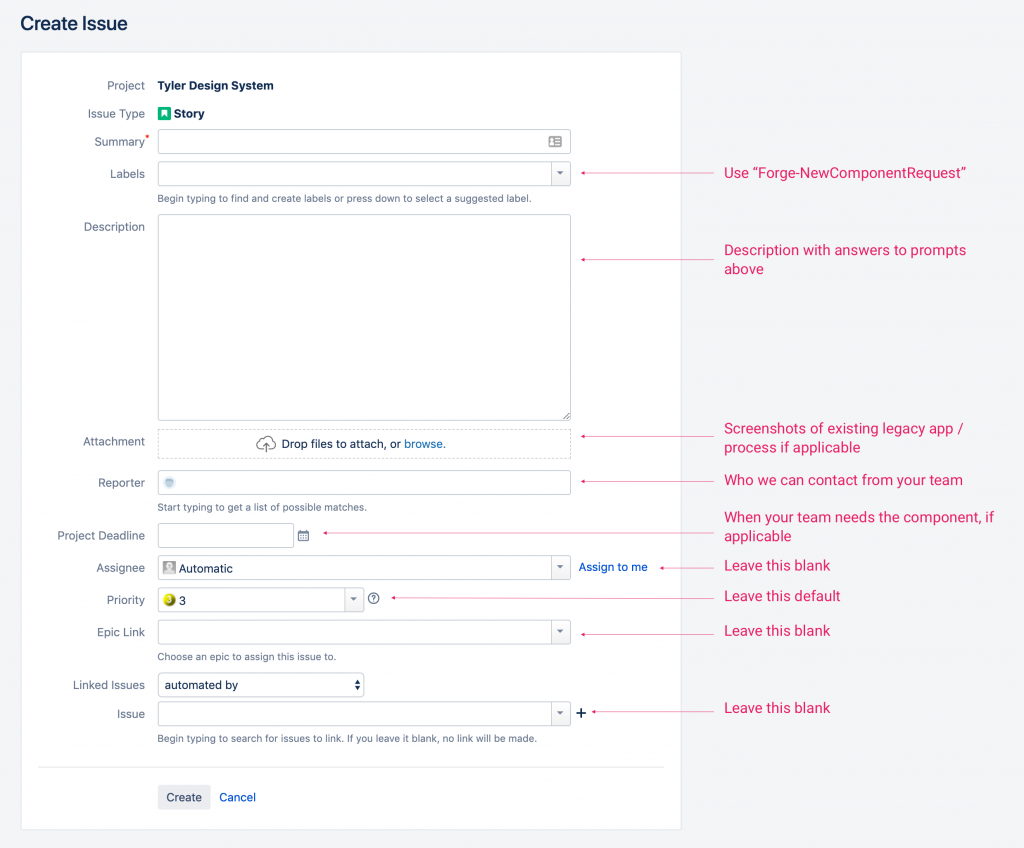 Create Issue
Project Tyler Design System
Issue Type Story
Summary*
Labels
Use “Forge-NewComponentRequest”
Begin typing to find and create labels or press down to select a suggested label.
Description
Description with answers to prompts
above
Attachment
Drop files to attach, or browse.
Screenshots of existing legacy app /
process if applicable
Reporter
Who we can contact from your team
Start typing to get a list of possible matches.
Project Deadline
When your team needs the component, if
applicable
Assignee Automatic Assign to me
Leave this blank
Priority 3 ?
Leave this default
Epic Link
Leave this blank
Choose an epic to assign this issue to.
Linked Issues automated by
Issue
Leave this blank
Begin typing to search for issues to link. If you leave it blank, no link will be made.
Create Cancel